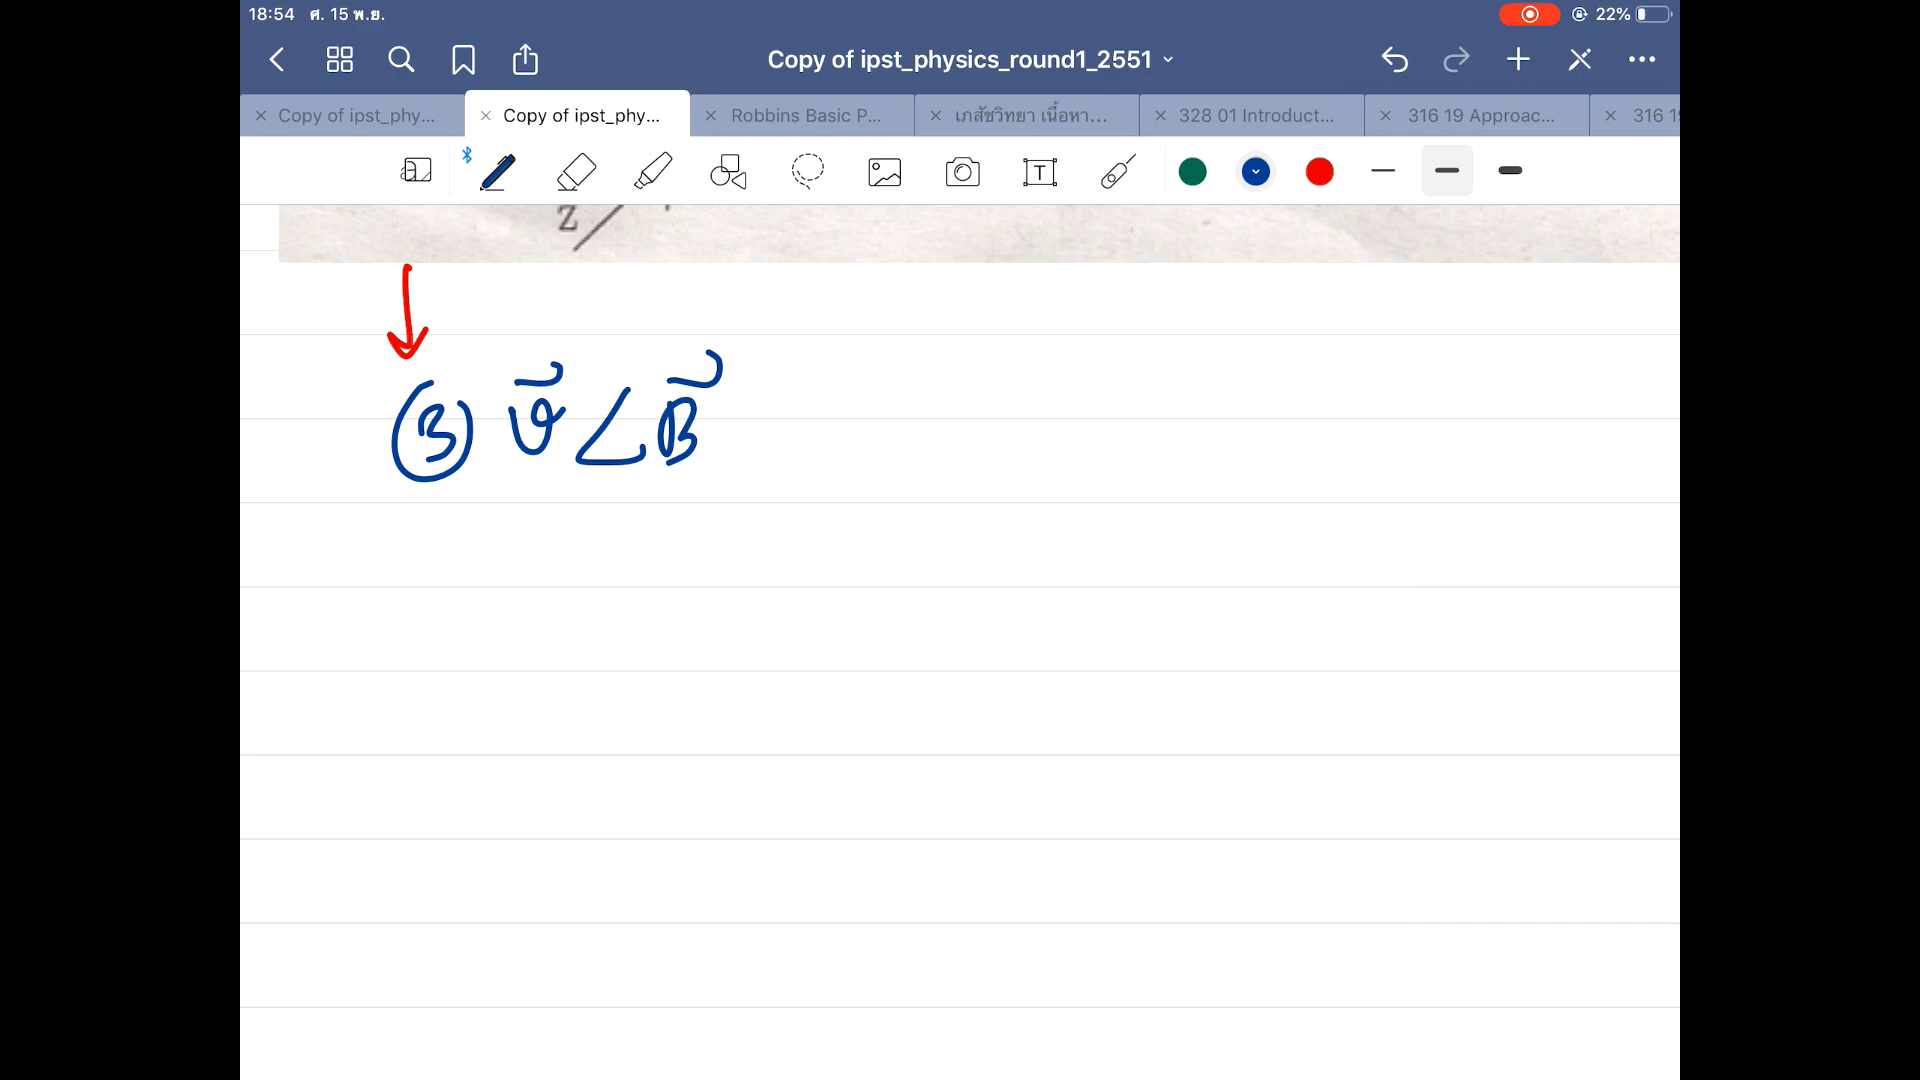 18:54 ศ. 15 พ.ย. 22%
Copy of ipst_physics_round1_2551
Copy of ipst_phy... Copy of ipst_phy... Robbins Basic P... เภสัชวิทยา เนื้อหา... 328 01 Introduct... 316 19 Approac... 316 19
T
Z
(3) v⃗ ∠ B⃗